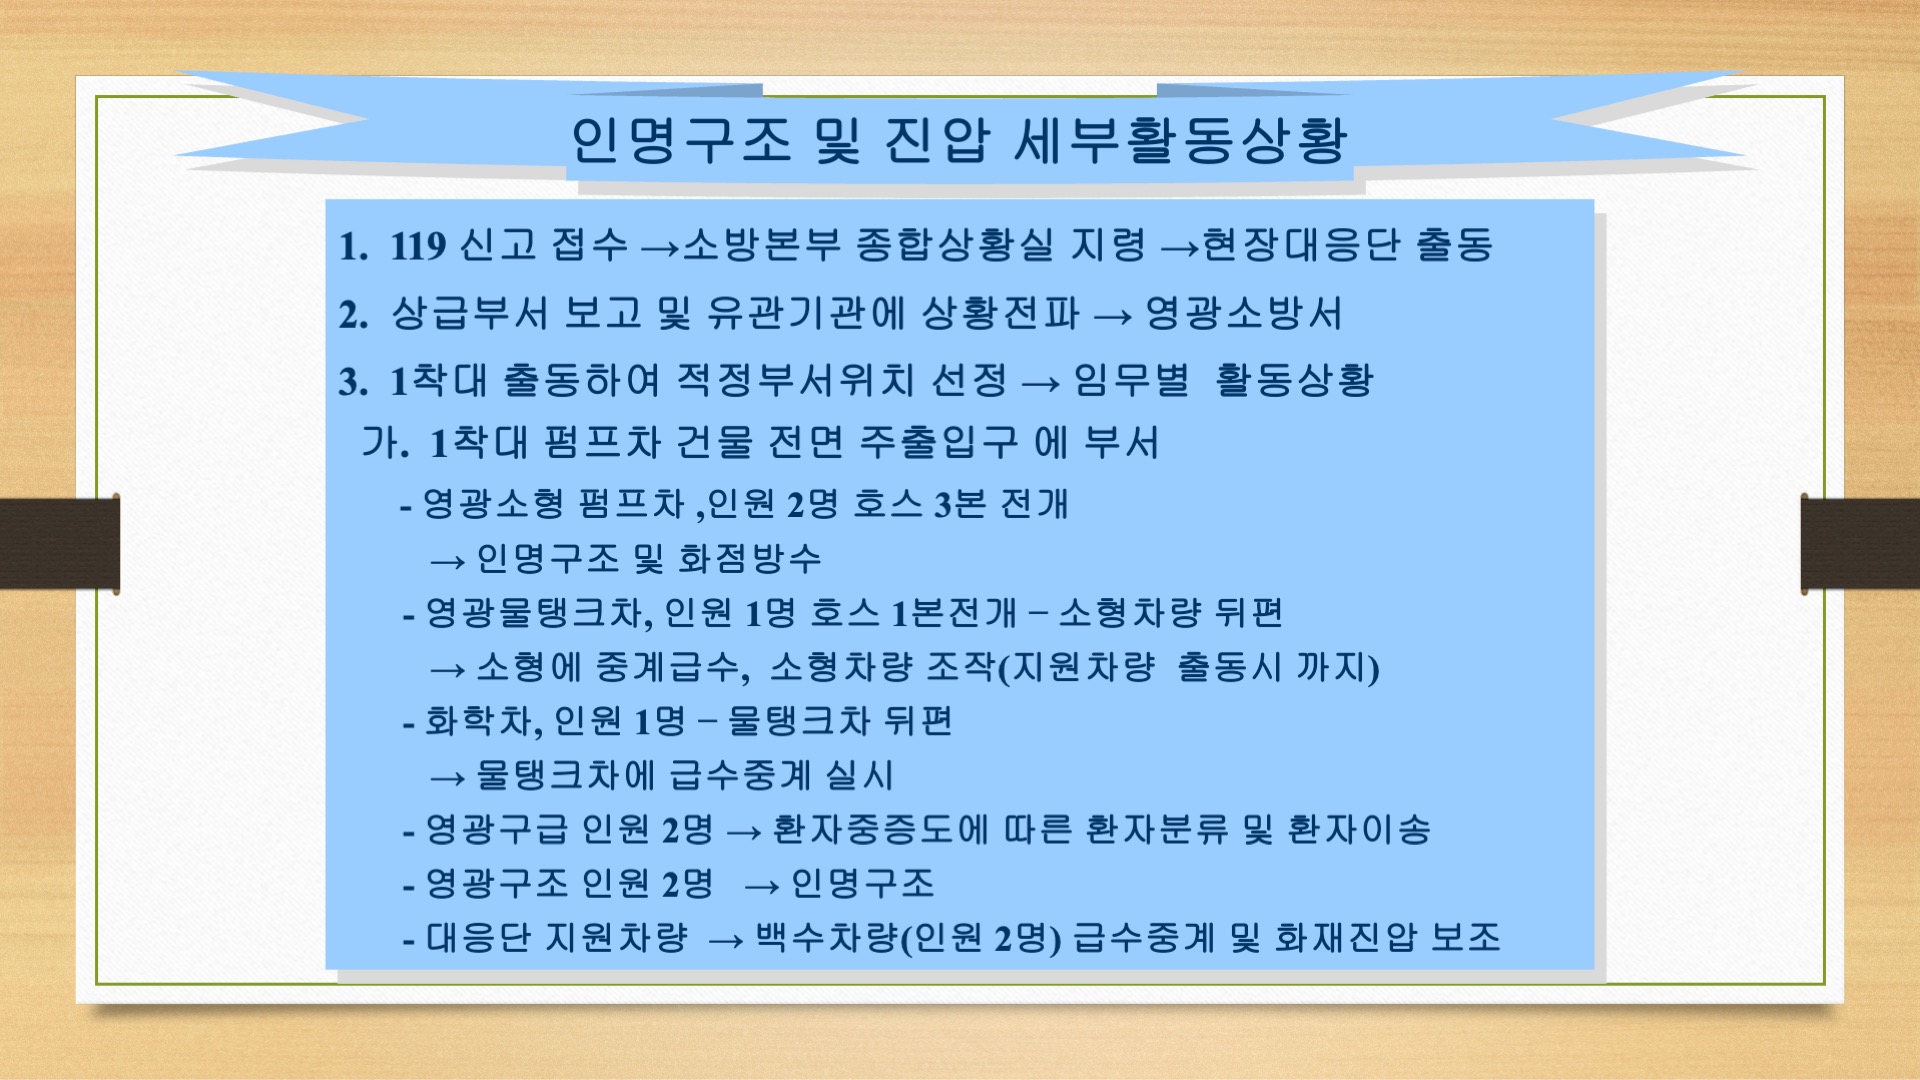 인명구조 및 진압 세부활동상황
1. 119 신고 접수 →소방본부 종합상황실 지령 →현장대응단 출동
2. 상급부서 보고 및 유관기관에 상황전파 → 영광소방서
3. 1착대 출동하여 적정부서위치 선정 → 임무별 활동상황
가. 1착대 펌프차 건물 전면 주출입구 에 부서
- 영광소형 펌프차 ,인원 2명 호스 3본 전개
→ 인명구조 및 화점방수
- 영광물탱크차, 인원 1명 호스 1본전개 – 소형차량 뒤편
→ 소형에 중계급수, 소형차량 조작(지원차량 출동시 까지)
- 화학차, 인원 1명 – 물탱크차 뒤편
→ 물탱크차에 급수중계 실시
- 영광구급 인원 2명 → 환자중증도에 따른 환자분류 및 환자이송
- 영광구조 인원 2명 → 인명구조
- 대응단 지원차량 → 백수차량(인원 2명) 급수중계 및 화재진압 보조